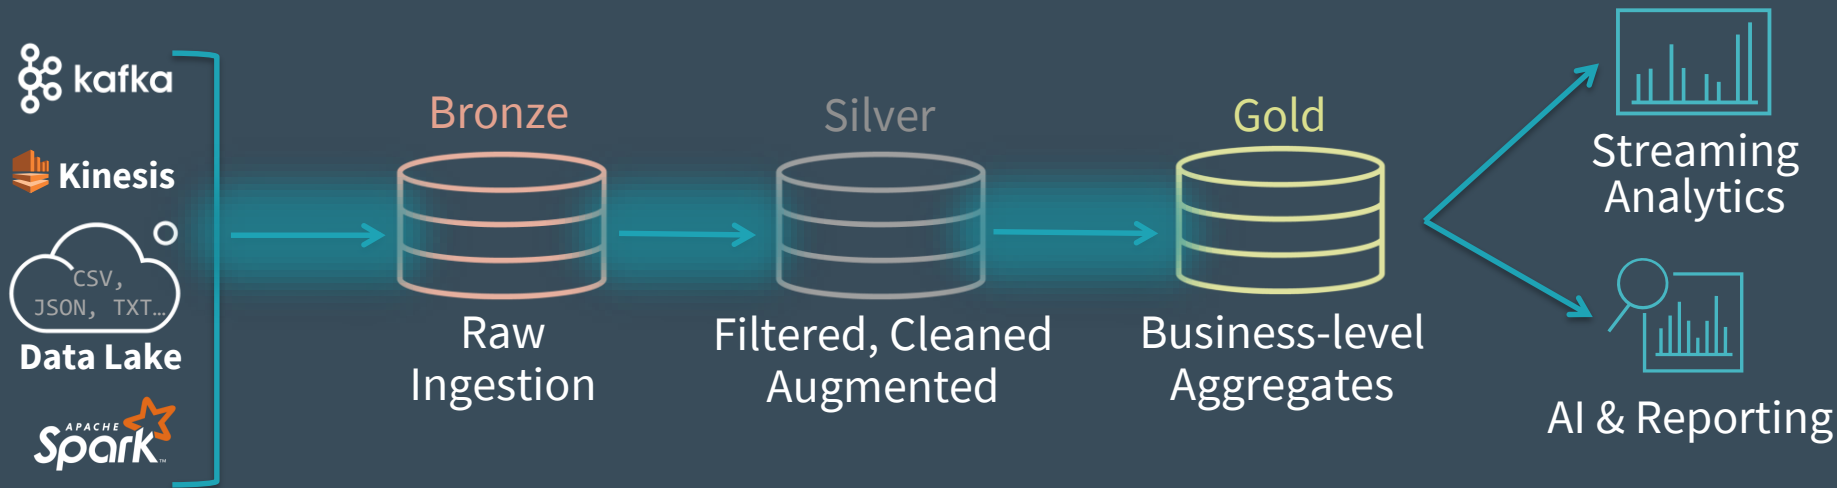 kafka
Kinesis
CSV,
JSON, TXT...
Data Lake
APACHE
Spark™
Bronze
Raw
Ingestion
Silver
Filtered, Cleaned
Augmented
Gold
Business-level
Aggregates
Streaming
Analytics
AI & Reporting